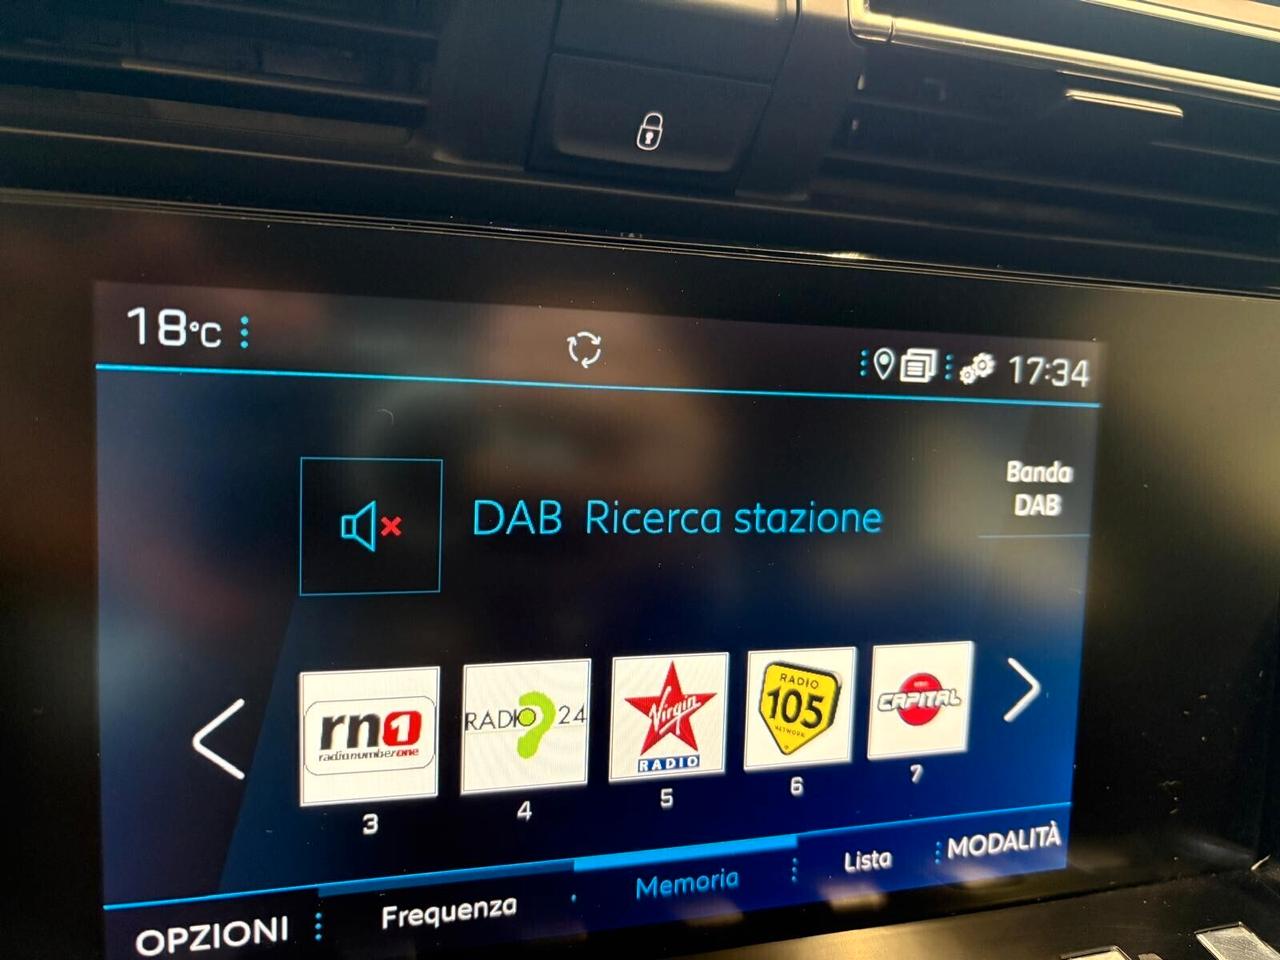 18°C
17:34
Banda
DAB
DAB Ricerca stazione
rn1
radionumberone
RADIO 24
Virgin
RADIO
RADIO
105
NETWORK
CAPITAL
3
4
5
6
7
OPZIONI
Frequenza
Memoria
Lista
MODALITÀ